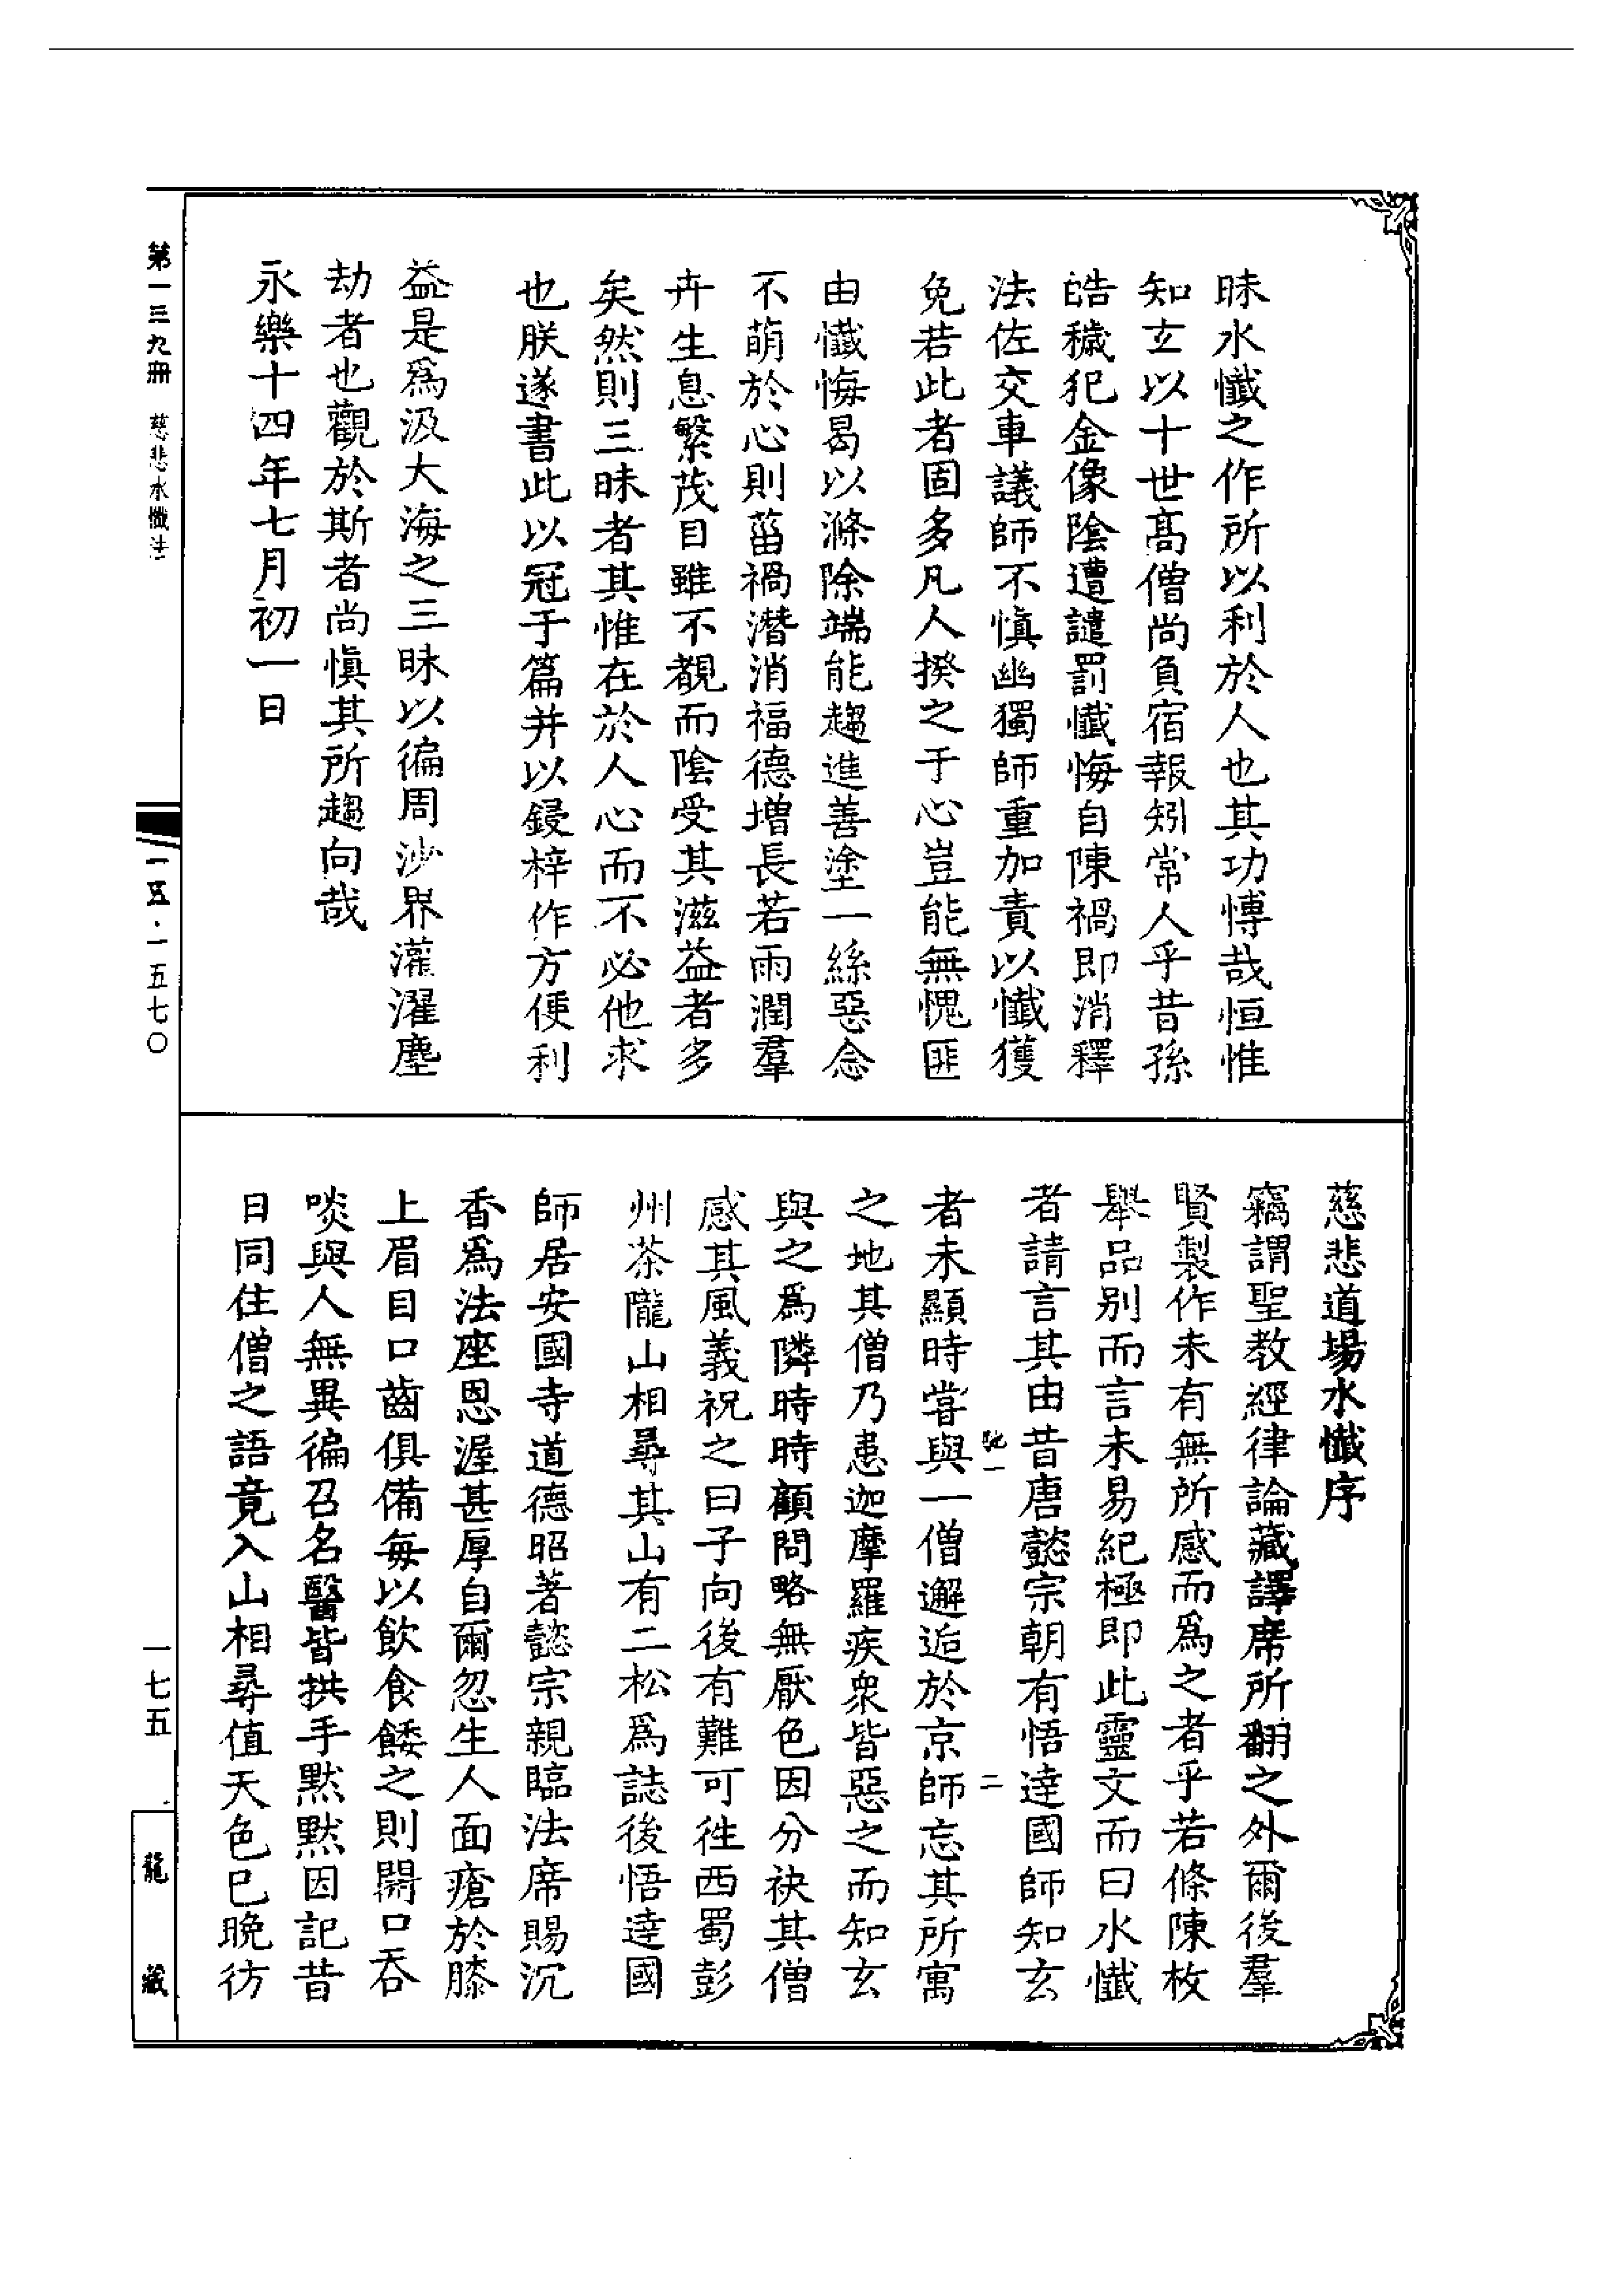 昧水懺之作所以利於人也其功愽哉恒惟
知玄以十世髙僧尚負宿報矧常人乎昔孫
皓穢犯金像陰遭譴罰懺悔自陳禍即消釋
法佐交車議師不慎幽獨師重加責以懺獲
免若此者固多凡人揆之于心豈能無愧匪
由懺悔曷以滌除端能趨進善塗一絲惡念
不萌於心則菑禍潛消福德增長若雨潤羣
卉生息繁茂目雖不覩而陰受其滋益者多
矣然則三昧者其惟在於人心而不必他求
也朕遂書此以冠于篇并以鋟梓作方便利
益是爲汲大海之三昧以徧周沙界灌濯塵
劫者也觀於斯者尚慎其所趨向哉
永樂十四年七月初一日
慈悲道場水懺序
竊謂聖教經律論藏譯席所翻之外爾後羣
賢製作未有無所感而爲之者乎若條陳枚
舉品别而言未易紀極即此靈文而曰水懺
者請言其由昔唐懿宗朝有悟達國師知玄
者未顯時嘗與一僧邂逅於京師忘其所寓
之地其僧乃患迦摩羅疾衆皆惡之而知玄
與之爲隣時時顧問略無厭色因分袂其僧
感其風義祝之曰子向後有難可徃西蜀彭
州茶隴山相尋其山有二松爲誌後悟達國
師居安國寺道德昭著懿宗親臨法席賜沉
香爲法座恩渥甚厚自爾忽生人面瘡於膝
上眉目口齒俱備每以飲食餧之則開口吞
啖與人無異徧召名醫皆拱手默默因記昔
日同住僧之語竟入山相尋值天色已晚彷
二
第一三九冊 慈悲水懺法
一五·一五七〇
一七五
龍藏